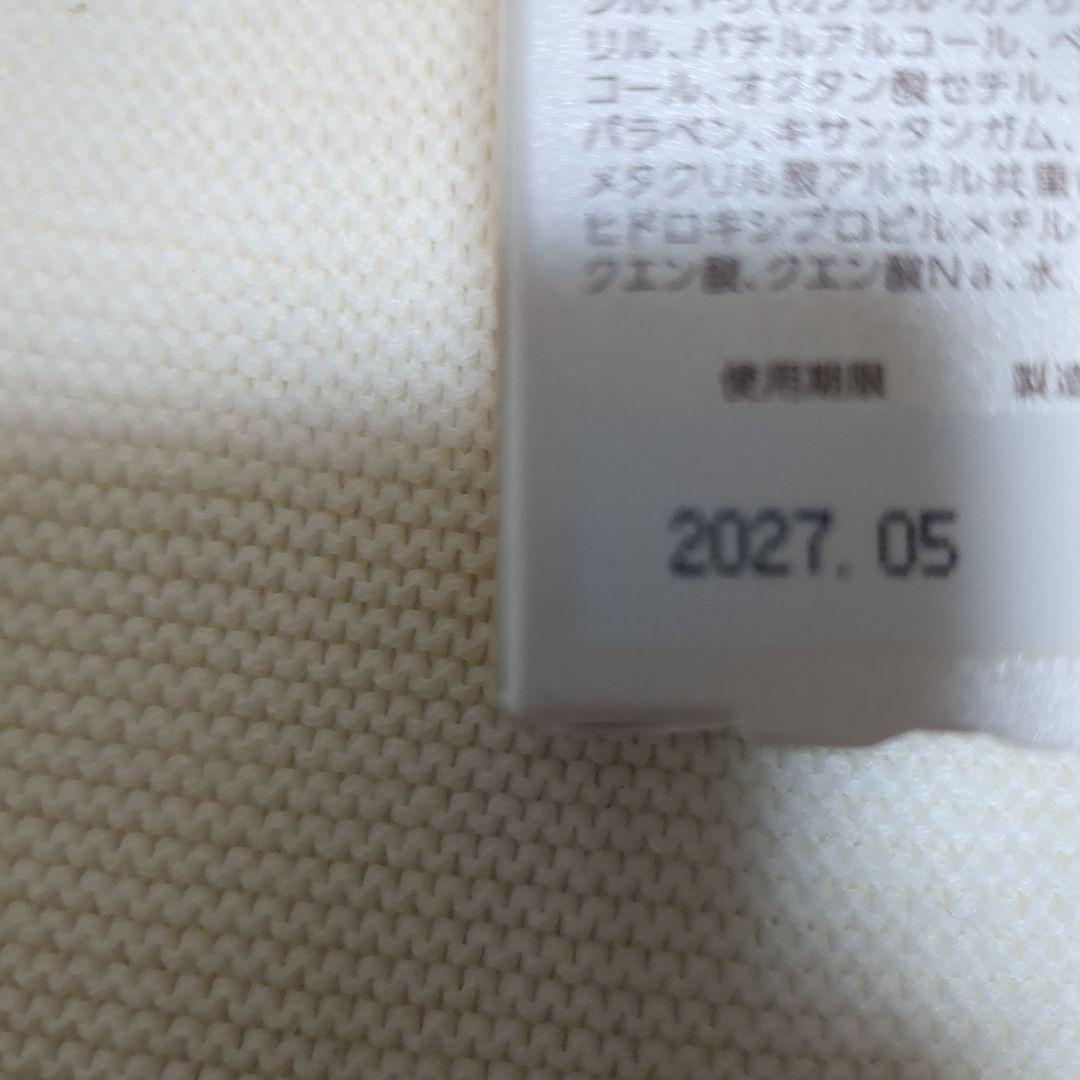 リル、バチルアルコール、ベ
コール、オクタン酸セチル、
パラベン、キサンタンガム、
メタクリル酸アルキル共重
ヒドロキシプロピルメチル
クエン酸、クエン酸Na、水
使用期限 製造
2027.05